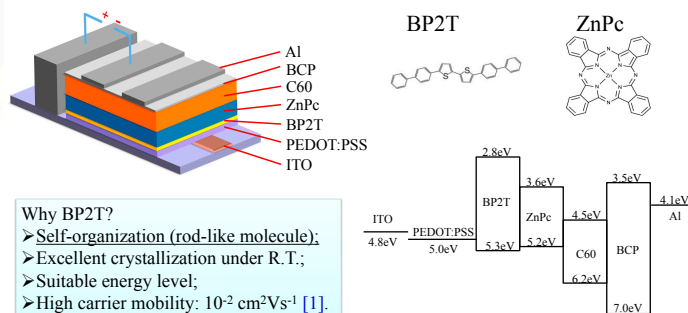 BP2T
ZnPc
+ -
Al
BCP
C60
ZnPc
BP2T
PEDOT:PSS
ITO
S
S
N
N
N
N
Zn
N
N
N
N
Why BP2T?
➢Self-organization (rod-like molecule);
➢Excellent crystallization under R.T.;
➢Suitable energy level;
➢High carrier mobility: 10⁻² cm²Vs⁻¹ [1].
2.8eV
BP2T
5.3eV
3.6eV
ZnPc
5.2eV
ITO
4.8eV
PEDOT:PSS
5.0eV
4.5eV
C60
6.2eV
3.5eV
BCP
7.0eV
4.1eV
Al